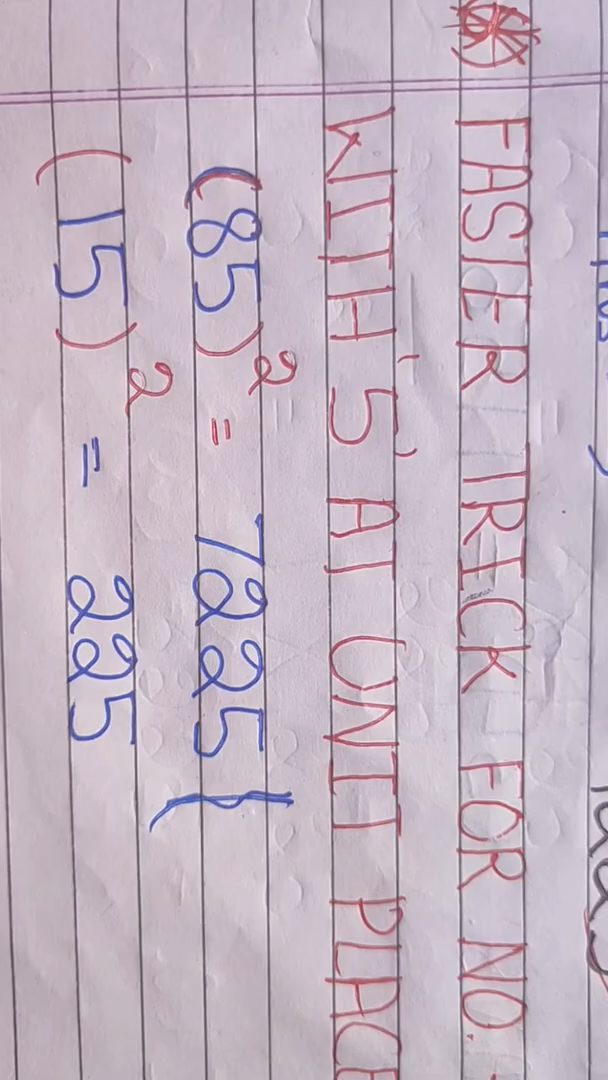 FASTER TRICK FOR NO.
WITH '5' AT UNIT PLACE
(85)² = 7225
(15)² = 225